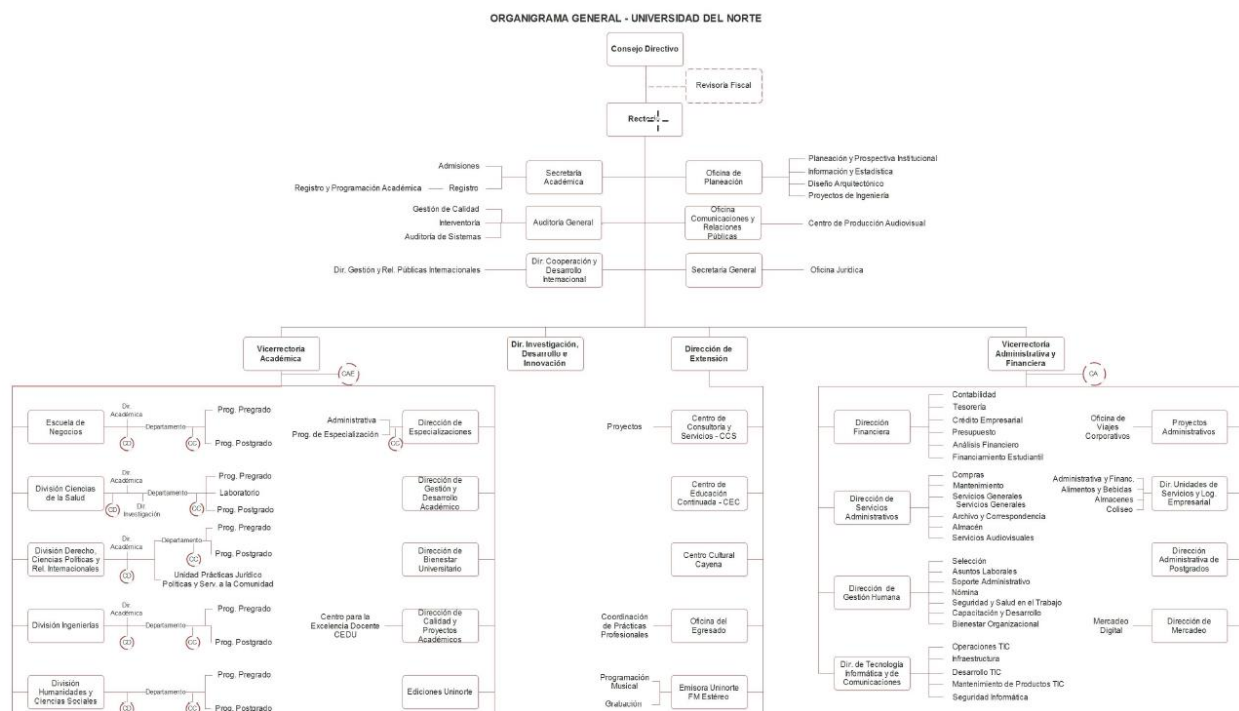 ORGANIGRAMA GENERAL - UNIVERSIDAD DEL NORTE
Consejo Directivo
Revisoría Fiscal
Rectoría
Admisiones
Registro y Programación Académica
Registro
Secretaría
Académica
Oficina de
Planeación
Planeación y Prospectiva Institucional
Información y Estadística
Diseño Arquitectónico
Proyectos de Ingeniería
Gestión de Calidad
Interventoría
Auditoría de Sistemas
Auditoría General
Oficina
Comunicaciones y
Relaciones
Públicas
Centro de Producción Audiovisual
Dir. Gestión y Rel. Públicas Internacionales
Dir. Cooperación y
Desarrollo
Internacional
Secretaría General
Oficina Jurídica
Vicerrectoría
Académica
CAE
Dir. Investigación,
Desarrollo e
Innovación
Dirección de
Extensión
Vicerrectoría
Administrativa y
Financiera
CA
Escuela de
Negocios
Dir.
Académica
CD
Departamento
CC
Prog. Pregrado
Prog. Postgrado
División Ciencias
de la Salud
Dir.
Académica
CD
Dir.
Investigación
Departamento
CC
Prog. Pregrado
Laboratorio
Prog. Postgrado
División Derecho,
Ciencias Políticas y
Rel. Internacionales
Dir.
Académica
CD
Departamento
CC
Prog. Pregrado
Prog. Postgrado
Unidad Prácticas Jurídico
Políticas y Serv. a la Comunidad
División Ingenierías
Dir.
Académica
CD
Departamento
CC
Prog. Pregrado
Prog. Postgrado
División
Humanidades y
Ciencias Sociales
Dir.
Académica
CD
Departamento
CC
Prog. Pregrado
Prog. Postgrado
Administrativa
Prog. de Especialización
CC
Dirección de
Especializaciones
Dirección de
Gestión y
Desarrollo
Académico
Dirección de
Bienestar
Universitario
Centro para la
Excelencia Docente
CEDU
Dirección de
Calidad y
Proyectos
Académicos
Ediciones Uninorte
Proyectos
Centro de
Consultoría y
Servicios - CCS
Centro de
Educación
Continuada - CEC
Centro Cultural
Cayena
Coordinación
de Prácticas
Profesionales
Oficina del
Egresado
Programación
Musical
Grabación
Emisora Uninorte
FM Estéreo
Dirección
Financiera
Contabilidad
Tesorería
Crédito Empresarial
Presupuesto
Análisis Financiero
Financiamiento Estudiantil
Dirección de
Servicios
Administrativos
Compras
Mantenimiento
Servicios Generales
Servicios Generales
Archivo y Correspondencia
Almacén
Servicios Audiovisuales
Dirección de
Gestión Humana
Selección
Asuntos Laborales
Soporte Administrativo
Nómina
Seguridad y Salud en el Trabajo
Capacitación y Desarrollo
Bienestar Organizacional
Dir. de Tecnología
Informática y de
Comunicaciones
Operaciones TIC
Infraestructura
Desarrollo TIC
Mantenimiento de Productos TIC
Seguridad Informática
Oficina de
Viajes
Corporativos
Proyectos
Administrativos
Administrativa y Financ.
Alimentos y Bebidas
Almacenes
Coliseo
Dir. Unidades de
Servicios y Log.
Empresarial
Dirección
Administrativa de
Postgrados
Mercadeo
Digital
Dirección de
Mercadeo